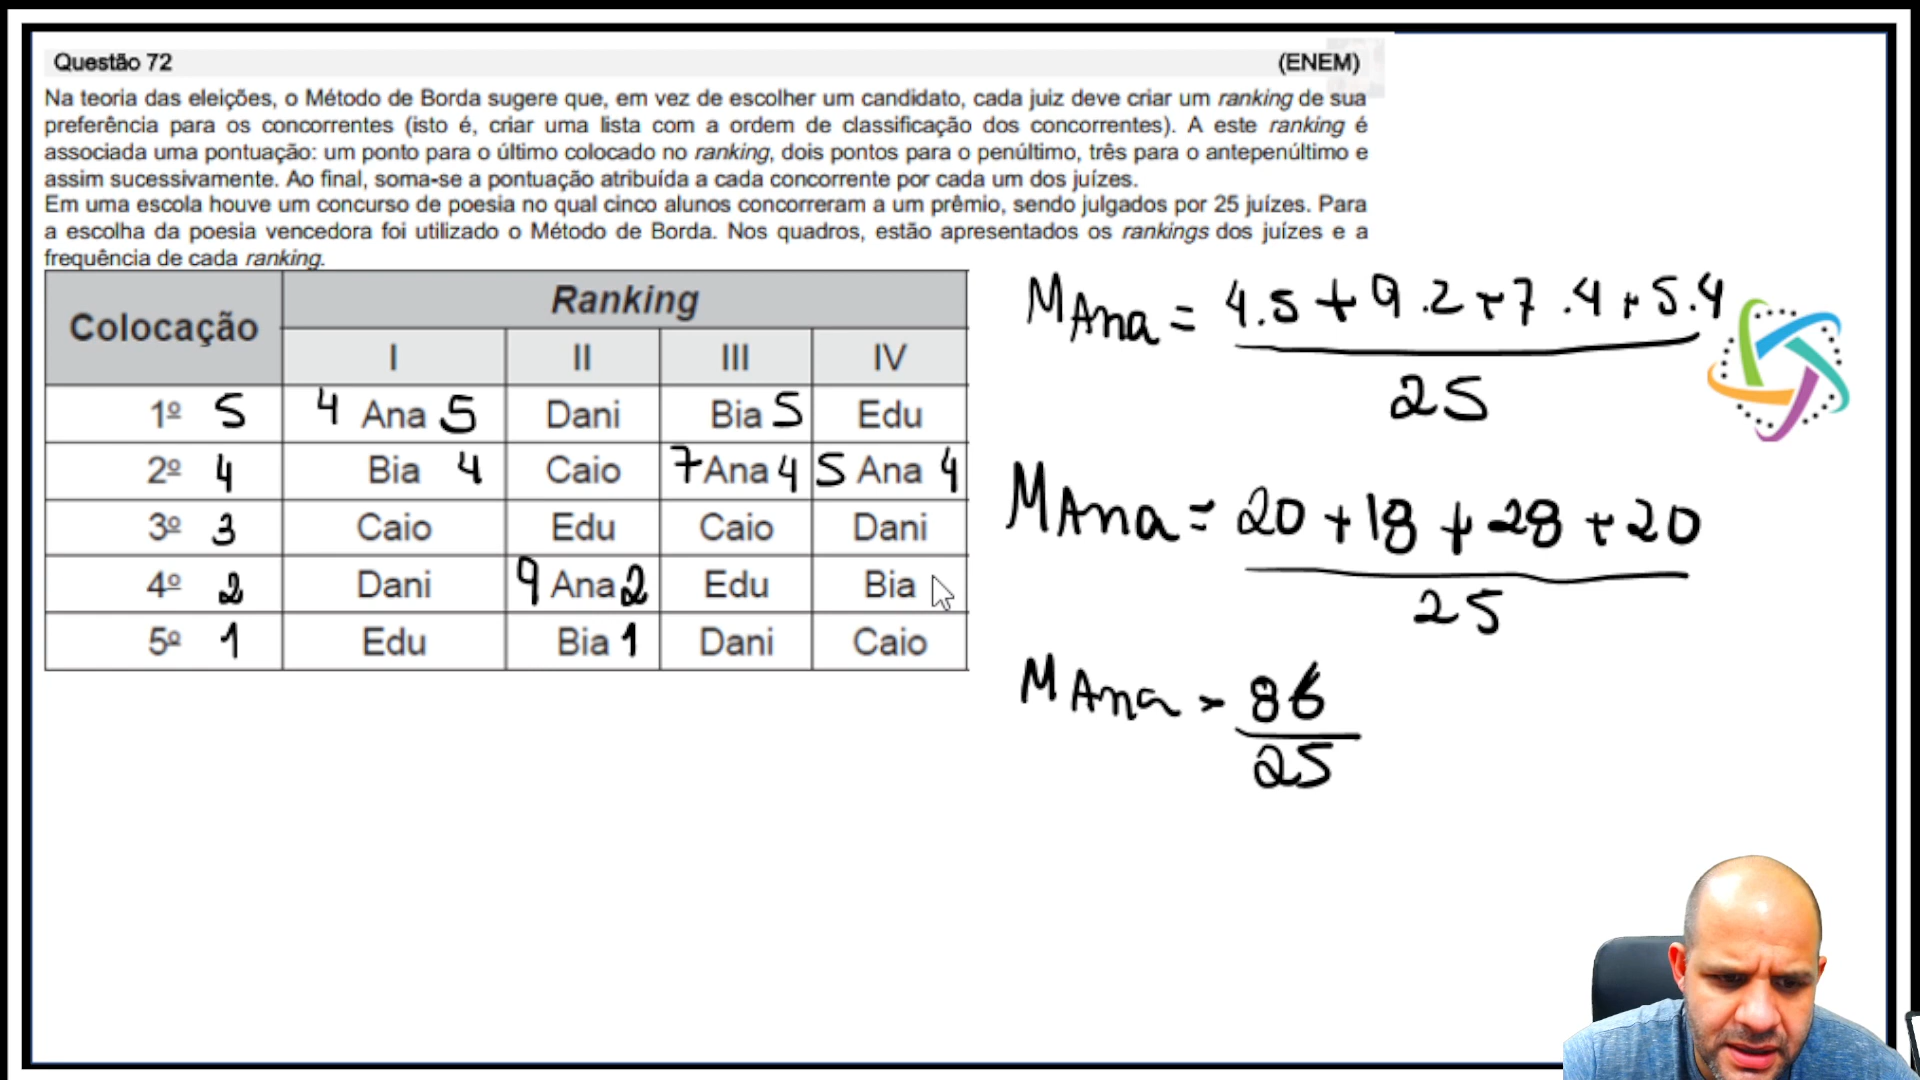 Questão 72 (ENEM)
Na teoria das eleições, o Método de Borda sugere que, em vez de escolher um candidato, cada juiz deve criar um ranking de sua
preferência para os concorrentes (isto é, criar uma lista com a ordem de classificação dos concorrentes). A este ranking é
associada uma pontuação: um ponto para o último colocado no ranking, dois pontos para o penúltimo, três para o antepenúltimo e
assim sucessivamente. Ao final, soma-se a pontuação atribuída a cada concorrente por cada um dos juízes.
Em uma escola houve um concurso de poesia no qual cinco alunos concorreram a um prêmio, sendo julgados por 25 juízes. Para
a escolha da poesia vencedora foi utilizado o Método de Borda. Nos quadros, estão apresentados os rankings dos juízes e a
frequência de cada ranking.
Colocação Ranking
I II III IV
1º 5 4 Ana 5 Dani Bia 5 Edu
2º 4 Bia 4 Caio 7 Ana 4 5 Ana 4
3º 3 Caio Edu Caio Dani
4º 2 Dani 9 Ana 2 Edu Bia
5º 1 Edu Bia 1 Dani Caio
M Ana = 4.5 + 9.2 + 7.4 + 5.4
25
M Ana = 20 + 18 + 28 + 20
25
M Ana = 86
25